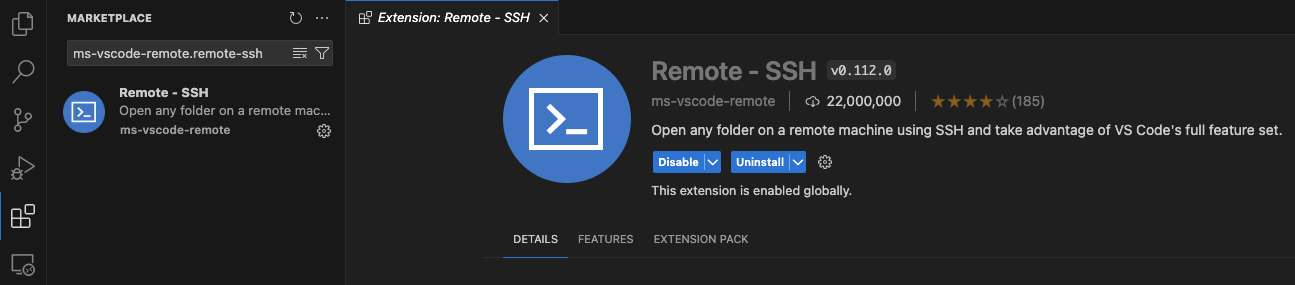 MARKETPLACE
ms-vscode-remote.remote-ssh
Remote - SSH
Open any folder on a remote mac...
ms-vscode-remote
Extension: Remote - SSH
Remote - SSH v0.112.0
ms-vscode-remote 22,000,000 (185)
Open any folder on a remote machine using SSH and take advantage of VS Code's full feature set.
Disable Uninstall
This extension is enabled globally.
DETAILS FEATURES EXTENSION PACK